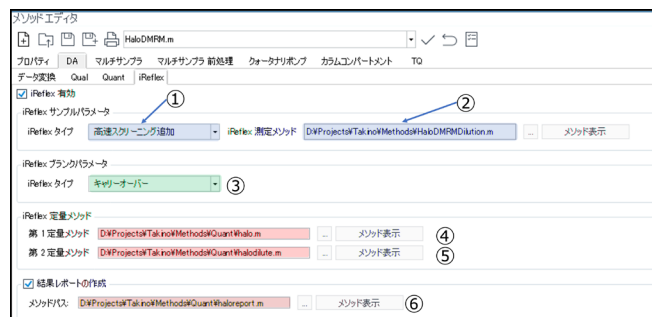 メソッドエディタ
HaloDMRM.m
プロパティ DA マルチサンプラ マルチサンプラ 前処理 クォータナリポンプ カラムコンパートメント TQ
データ変換 Qual Quant iReflex
iReflex 有効 ① ②
iReflex サンプルパラメータ
iReflex タイプ 高速スクリーニング追加 iReflex 測定メソッド D:¥Projects¥Takino¥Methods¥HaloDMRMDilution.m ... メソッド表示
iReflex ブランクパラメータ
iReflex タイプ キャリーオーバー ③
iReflex 定量メソッド
第 1 定量メソッド D:¥Projects¥Takino¥Methods¥Quant¥halo.m ... メソッド表示 ④
第 2 定量メソッド D:¥Projects¥Takino¥Methods¥Quant¥halodilute.m ... メソッド表示 ⑤
結果レポートの作成
メソッドパス: D:¥Projects¥Takino¥Methods¥Quant¥haloreport.m ... メソッド表示 ⑥